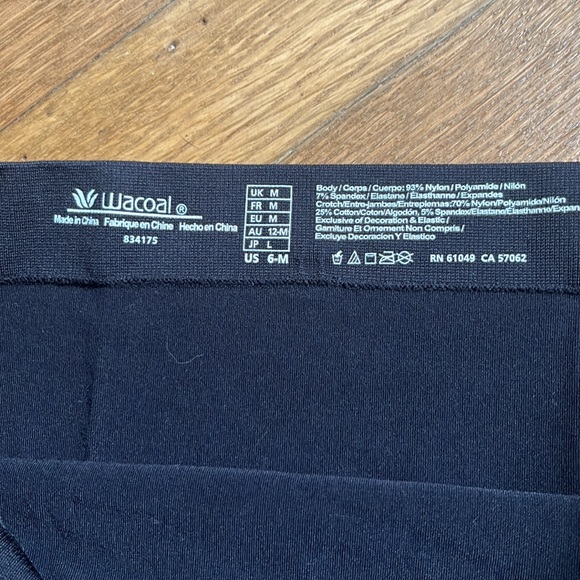 wacoal ®
Made in China Fabrique en Chine Hecho en China
834175
UK M
FR M
EU M
AU 12-M
JP L
US 6-M
Body / Corps / Cuerpo: 93% Nylon / Polyamide / Nilón
7% Spandex / Elastane / Élasthanne / Expandes
Crotch/Entre-jambes/Entrepiernas:70% Nylon/Polyamide/Nilón
25% Cotton/Coton/Algodón, 5% Spandex/Elastane/Élasthanne/Expan
Exclusive of Decoration & Elastic /
Garniture Et Ornement Non Compris /
Excluye Decoracion Y Elastico
RN 61049 CA 57062